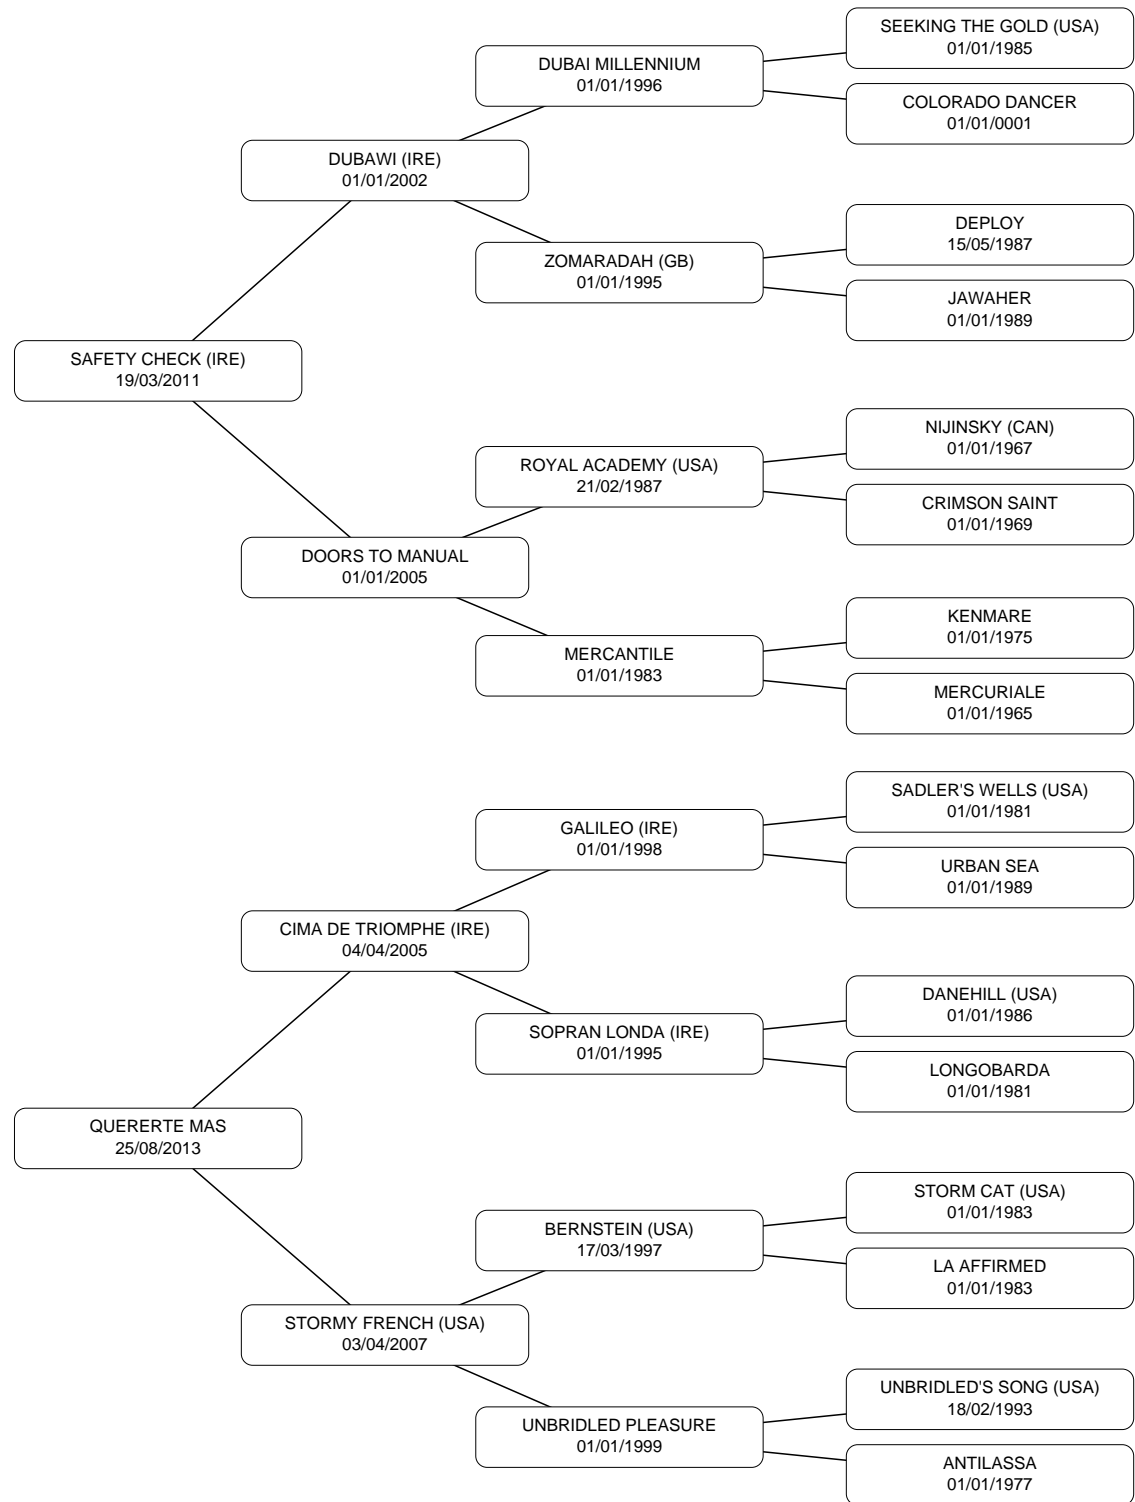 SEEKING THE GOLD (USA)
01/01/1985
DUBAI MILLENNIUM
01/01/1996
COLORADO DANCER
01/01/0001
DUBAWI (IRE)
01/01/2002
DEPLOY
15/05/1987
ZOMARADAH (GB)
01/01/1995
JAWAHER
01/01/1989
SAFETY CHECK (IRE)
19/03/2011
NIJINSKY (CAN)
01/01/1967
ROYAL ACADEMY (USA)
21/02/1987
CRIMSON SAINT
01/01/1969
DOORS TO MANUAL
01/01/2005
KENMARE
01/01/1975
MERCANTILE
01/01/1983
MERCURIALE
01/01/1965
SADLER'S WELLS (USA)
01/01/1981
GALILEO (IRE)
01/01/1998
URBAN SEA
01/01/1989
CIMA DE TRIOMPHE (IRE)
04/04/2005
DANEHILL (USA)
01/01/1986
SOPRAN LONDA (IRE)
01/01/1995
LONGOBARDA
01/01/1981
QUERERTE MAS
25/08/2013
STORM CAT (USA)
01/01/1983
BERNSTEIN (USA)
17/03/1997
LA AFFIRMED
01/01/1983
STORMY FRENCH (USA)
03/04/2007
UNBRIDLED'S SONG (USA)
18/02/1993
UNBRIDLED PLEASURE
01/01/1999
ANTILASSA
01/01/1977